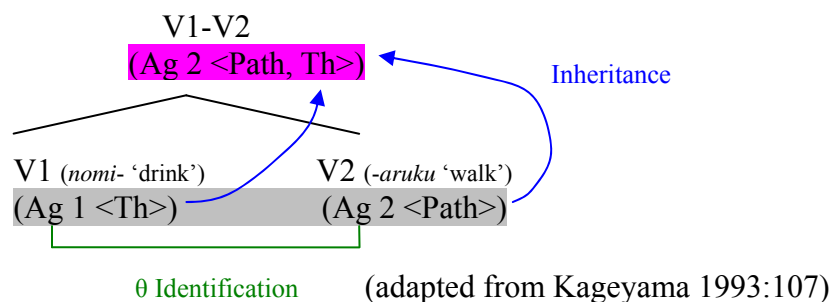 V1-V2
(Ag 2 <Path, Th>)
Inheritance
V1 (nomi- ‘drink’) V2 (-aruku ‘walk’)
(Ag 1 <Th>) (Ag 2 <Path>)
θ Identification (adapted from Kageyama 1993:107)